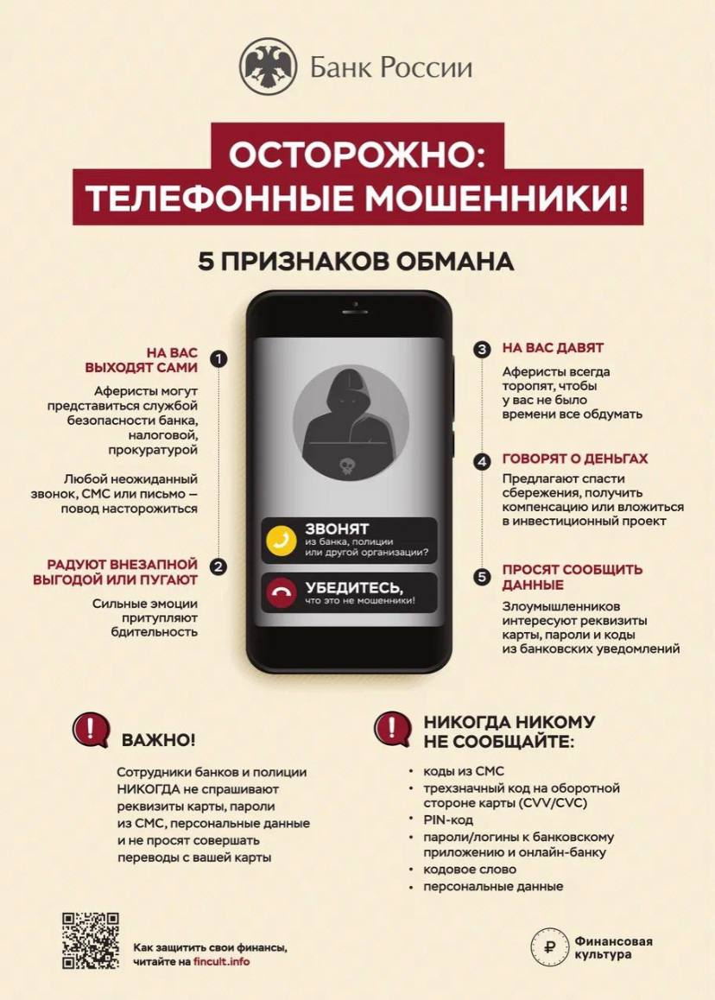 Банк России
ОСТОРОЖНО:
ТЕЛЕФОННЫЕ МОШЕННИКИ!
5 ПРИЗНАКОВ ОБМАНА
1
НА ВАС
ВЫХОДЯТ САМИ
Аферисты могут
представиться службой
безопасности банка,
налоговой,
прокуратурой
Любой неожиданный
звонок, СМС или письмо —
повод насторожиться
2
РАДУЮТ ВНЕЗАПНОЙ
ВЫГОДОЙ ИЛИ ПУГАЮТ
Сильные эмоции
притупляют
бдительность
ЗВОНЯТ
из банка, полиции
или другой организации?
УБЕДИТЕСЬ,
что это не мошенники!
3
НА ВАС ДАВЯТ
Аферисты всегда
торопят, чтобы
у вас не было
времени все обдумать
4
ГОВОРЯТ О ДЕНЬГАХ
Предлагают спасти
сбережения, получить
компенсацию или вложиться
в инвестиционный проект
5
ПРОСЯТ СООБЩИТЬ
ДАННЫЕ
Злоумышленников
интересуют реквизиты
карты, пароли и коды
из банковских уведомлений
!
ВАЖНО!
Сотрудники банков и полиции
НИКОГДА не спрашивают
реквизиты карты, пароли
из СМС, персональные данные
и не просят совершать
переводы с вашей карты
!
НИКОГДА НИКОМУ
НЕ СООБЩАЙТЕ:
• коды из СМС
• трехзначный код на оборотной
стороне карты (CVV/CVC)
• PIN-код
• пароли/логины к банковскому
приложению и онлайн-банку
• кодовое слово
• персональные данные
Как защитить свои финансы,
читайте на fincult.info
₽
Финансовая
культура